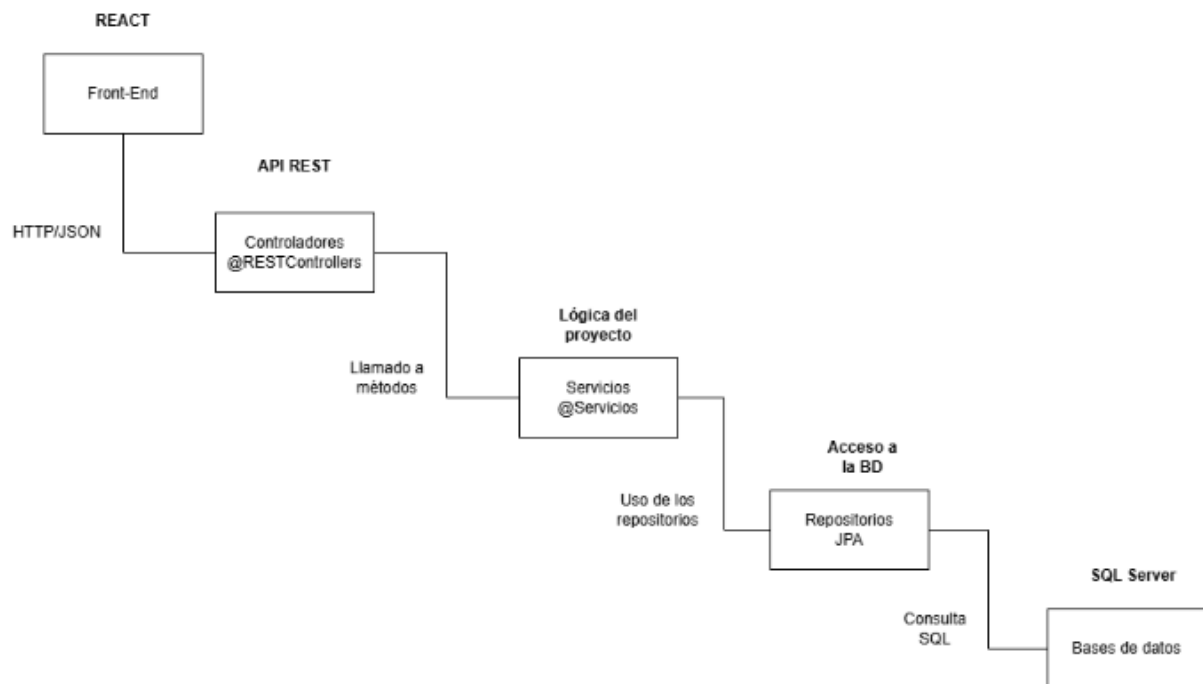 REACT
Front-End
HTTP/JSON
API REST
Controladores
@RESTControllers
Llamado a
métodos
Lógica del
proyecto
Servicios
@Servicios
Uso de los
repositorios
Acceso a
la BD
Repositorios
JPA
Consulta
SQL
SQL Server
Bases de datos